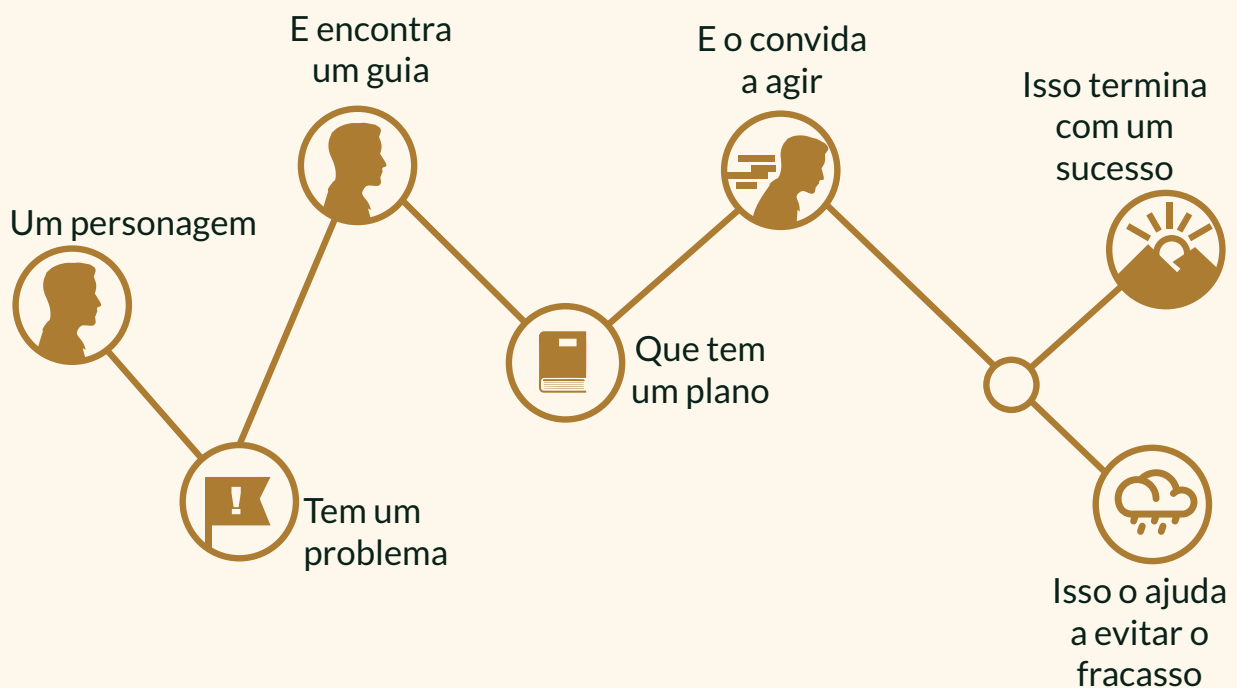 Um personagem
Tem um
problema
E encontra
um guia
Que tem
um plano
E o convida
a agir
Isso termina
com um
sucesso
Isso o ajuda
a evitar o
fracasso